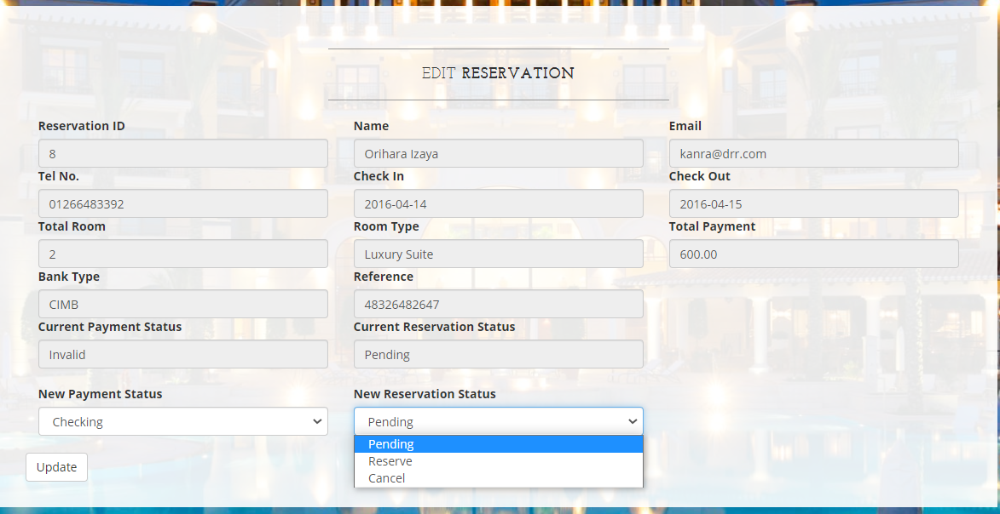 EDIT RESERVATION
Reservation ID Name Email
8 Orihara Izaya kanra@drr.com
Tel No. Check In Check Out
01266483392 2016-04-14 2016-04-15
Total Room Room Type Total Payment
2 Luxury Suite 600.00
Bank Type Reference
CIMB 48326482647
Current Payment Status Current Reservation Status
Invalid Pending
New Payment Status New Reservation Status
Checking Pending
Pending
Reserve
Update
Cancel